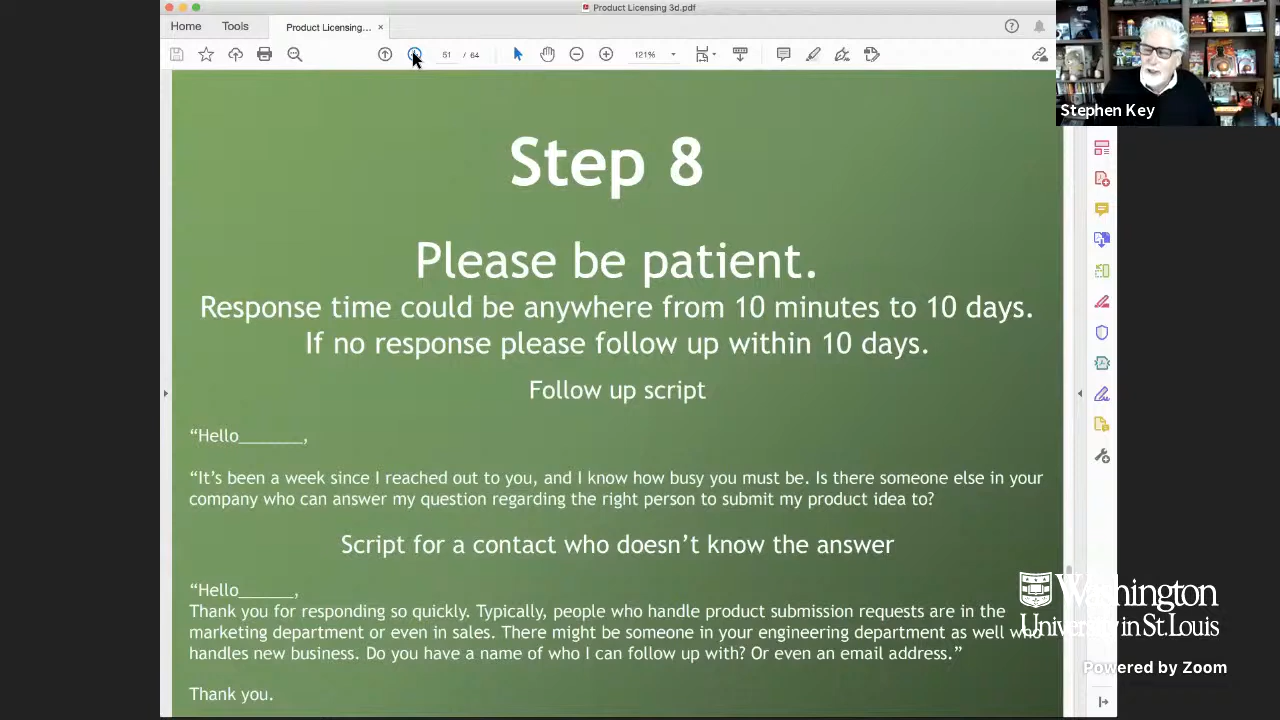 Product Licensing 3d.pdf
Home
Tools
Product Licensing...
51 / 64
121%
Stephen Key
Step 8
Please be patient.
Response time could be anywhere from 10 minutes to 10 days.
If no response please follow up within 10 days.
Follow up script
“Hello_______,
“It’s been a week since I reached out to you, and I know how busy you must be. Is there someone else in your
company who can answer my question regarding the right person to submit my product idea to?
Script for a contact who doesn’t know the answer
“Hello______,
Thank you for responding so quickly. Typically, people who handle product submission requests are in the
marketing department or even in sales. There might be someone in your engineering department as well who
handles new business. Do you have a name of who I can follow up with? Or even an email address.”
Thank you.
Washington
University in St. Louis
Powered by Zoom